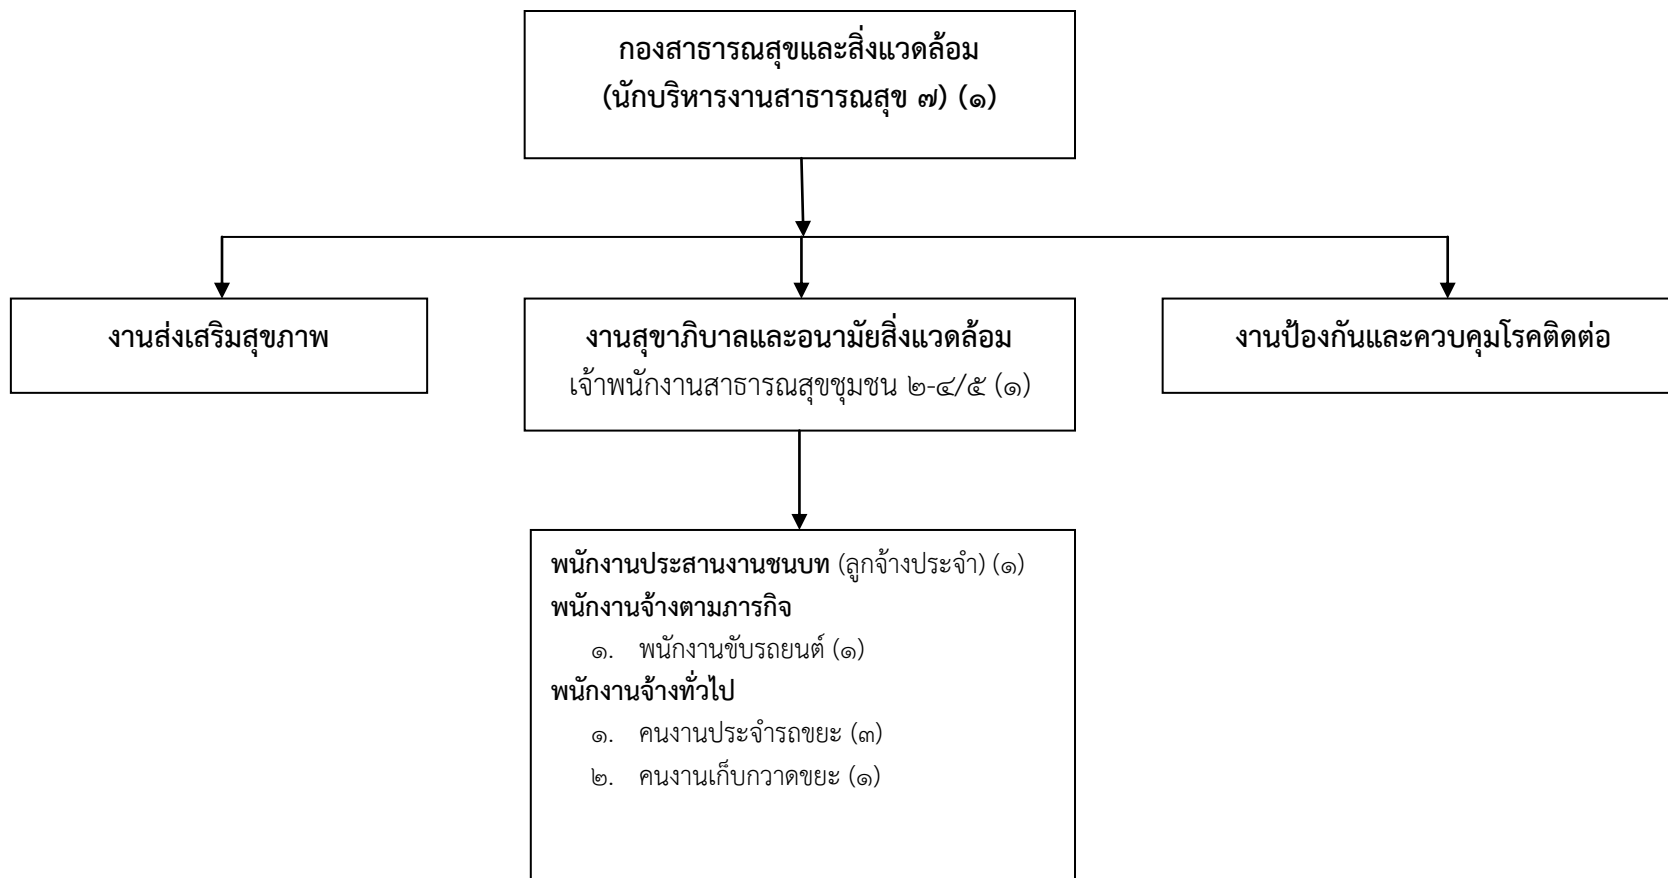 กองสาธารณสุขและสิ่งแวดล้อม
(นักบริหารงานสาธารณสุข ๗) (๑)
งานส่งเสริมสุขภาพ
งานสุขาภิบาลและอนามัยสิ่งแวดล้อม
เจ้าพนักงานสาธารณสุขชุมชน ๒-๔/๕ (๑)
งานป้องกันและควบคุมโรคติดต่อ
พนักงานประสานงานชนบท (ลูกจ้างประจำ) (๑)
พนักงานจ้างตามภารกิจ
๑. พนักงานขับรถยนต์ (๑)
พนักงานจ้างทั่วไป
๑. คนงานประจำรถขยะ (๓)
๒. คนงานเก็บกวาดขยะ (๑)